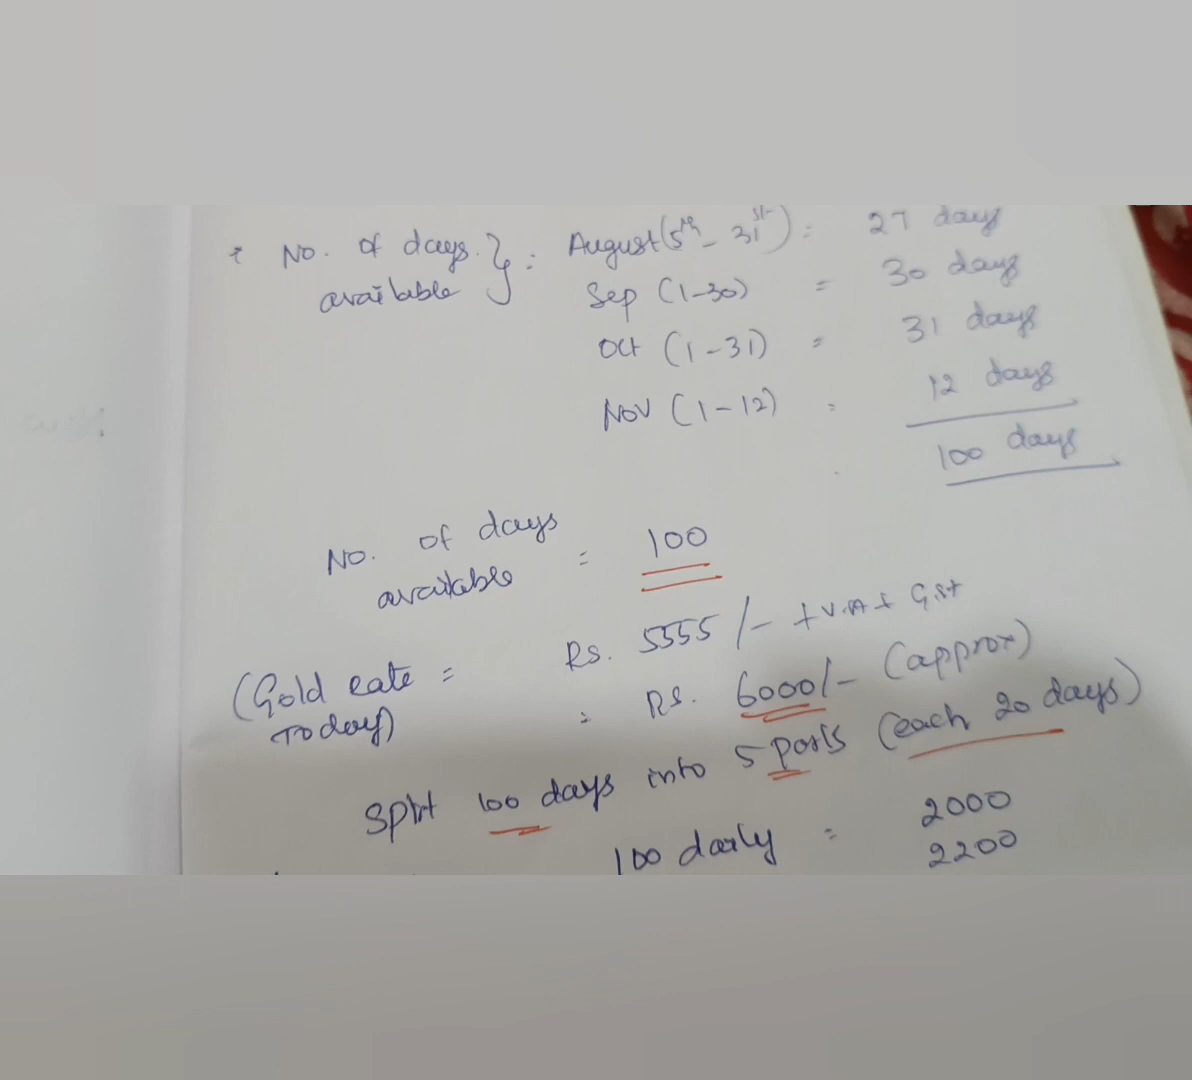 * No. of days } : August (5th - 31st) : 27 days
available Sep (1-30) = 30 days
Oct (1-31) = 31 days
Nov (1-12) = 12 days
100 days
No. of days = 100
available
(Gold rate = Rs. 5555/- + V.A + G.st
Today) = Rs. 6000/- (approx)
Split 100 days into 5 parts (each 20 days)
100 daily = 2000
2200